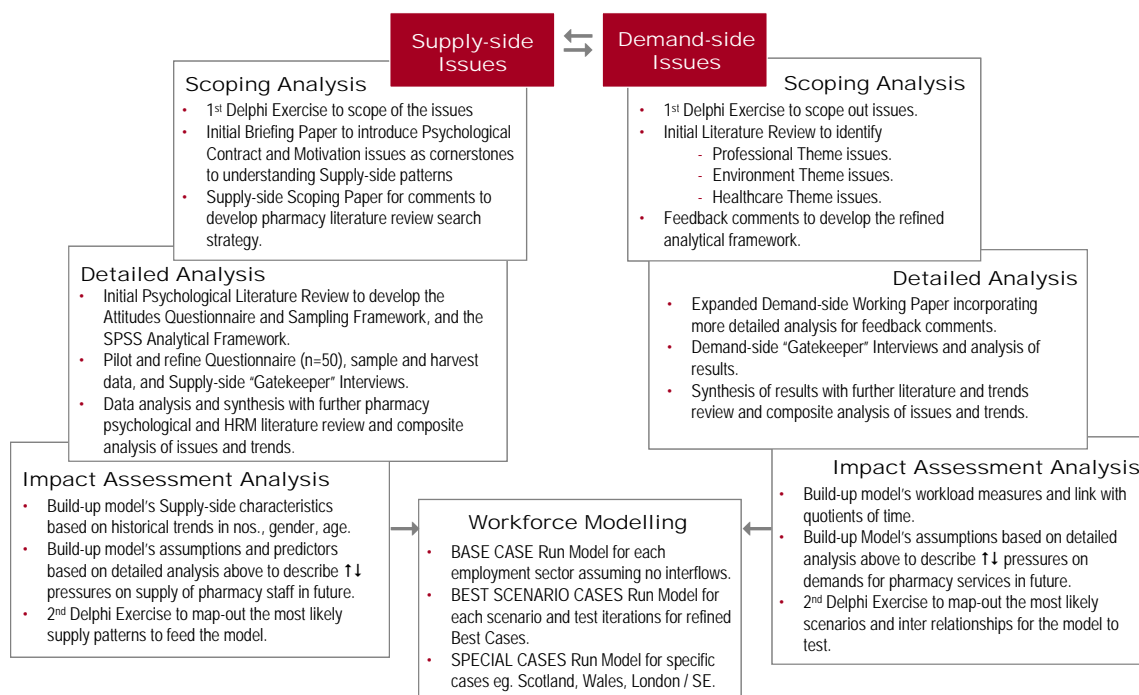 Supply-side
Issues
Demand-side
Issues
Scoping Analysis
• 1st Delphi Exercise to scope of the issues
• Initial Briefing Paper to introduce Psychological
Contract and Motivation issues as cornerstones
to understanding Supply-side patterns
• Supply-side Scoping Paper for comments to
develop pharmacy literature review search
strategy.
Scoping Analysis
• 1st Delphi Exercise to scope out issues.
• Initial Literature Review to identify
- Professional Theme issues.
- Environment Theme issues.
- Healthcare Theme issues.
• Feedback comments to develop the refined
analytical framework.
Detailed Analysis
• Initial Psychological Literature Review to develop the
Attitudes Questionnaire and Sampling Framework, and the
SPSS Analytical Framework.
• Pilot and refine Questionnaire (n=50), sample and harvest
data, and Supply-side “Gatekeeper” Interviews.
• Data analysis and synthesis with further pharmacy
psychological and HRM literature review and composite
analysis of issues and trends.
Detailed Analysis
• Expanded Demand-side Working Paper incorporating
more detailed analysis for feedback comments.
• Demand-side “Gatekeeper” Interviews and analysis of
results.
• Synthesis of results with further literature and trends
review and composite analysis of issues and trends.
Impact Assessment Analysis
• Build-up model’s Supply-side characteristics
based on historical trends in nos., gender, age.
• Build-up model’s assumptions and predictors
based on detailed analysis above to describe ↑↓
pressures on supply of pharmacy staff in future.
• 2nd Delphi Exercise to map-out the most likely
supply patterns to feed the model.
Workforce Modelling
• BASE CASE Run Model for each
employment sector assuming no interflows.
• BEST SCENARIO CASES Run Model for
each scenario and test iterations for refined
Best Cases.
• SPECIAL CASES Run Model for specific
cases eg. Scotland, Wales, London / SE.
Impact Assessment Analysis
• Build-up model’s workload measures and link with
quotients of time.
• Build-up Model’s assumptions based on detailed
analysis above to describe ↑↓ pressures on
demands for pharmacy services in future.
• 2nd Delphi Exercise to map-out the most likely
scenarios and inter relationships for the model to
test.